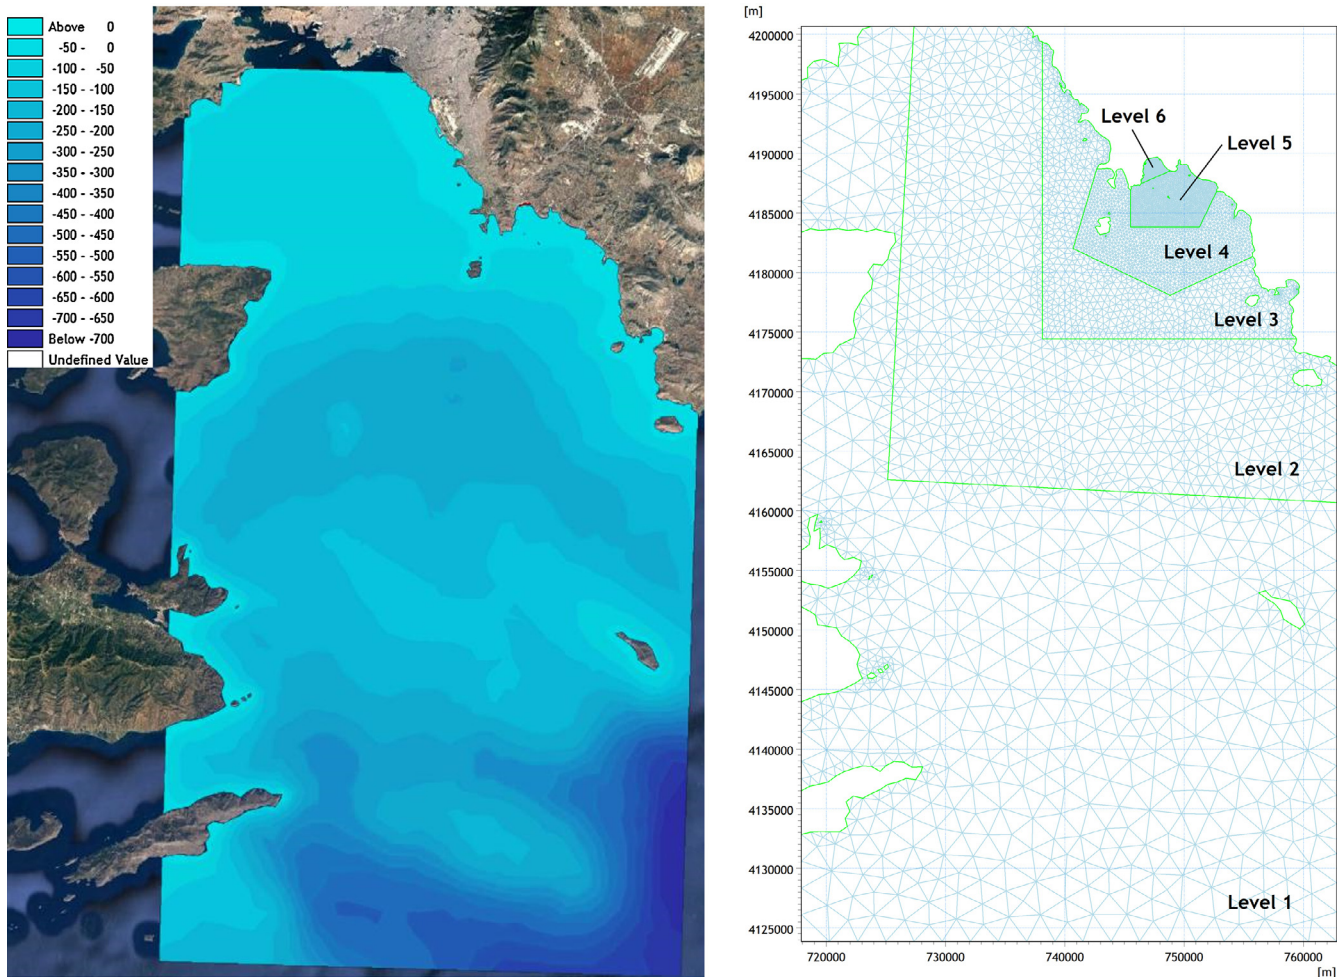 Above 0
-50 - 0
-100 - -50
-150 - -100
-200 - -150
-250 - -200
-300 - -250
-350 - -300
-400 - -350
-450 - -400
-500 - -450
-550 - -500
-600 - -550
-650 - -600
-700 - -650
Below -700
Undefined Value
[m]
4200000
4195000
4190000
4185000
4180000
4175000
4170000
4165000
4160000
4155000
4150000
4145000
4140000
4135000
4130000
4125000
Level 6
Level 5
Level 4
Level 3
Level 2
Level 1
720000
730000
740000
750000
760000
[m]